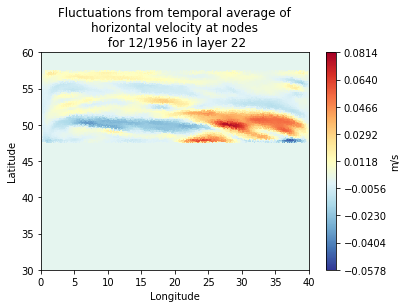 Fluctuations from temporal average of
horizontal velocity at nodes
for 12/1956 in layer 22
60
55
50
45
40
35
30
Latitude
0 5 10 15 20 25 30 35 40
Longitude
0.0814
0.0640
0.0466
0.0292
0.0118
−0.0056
−0.0230
−0.0404
−0.0578
m/s